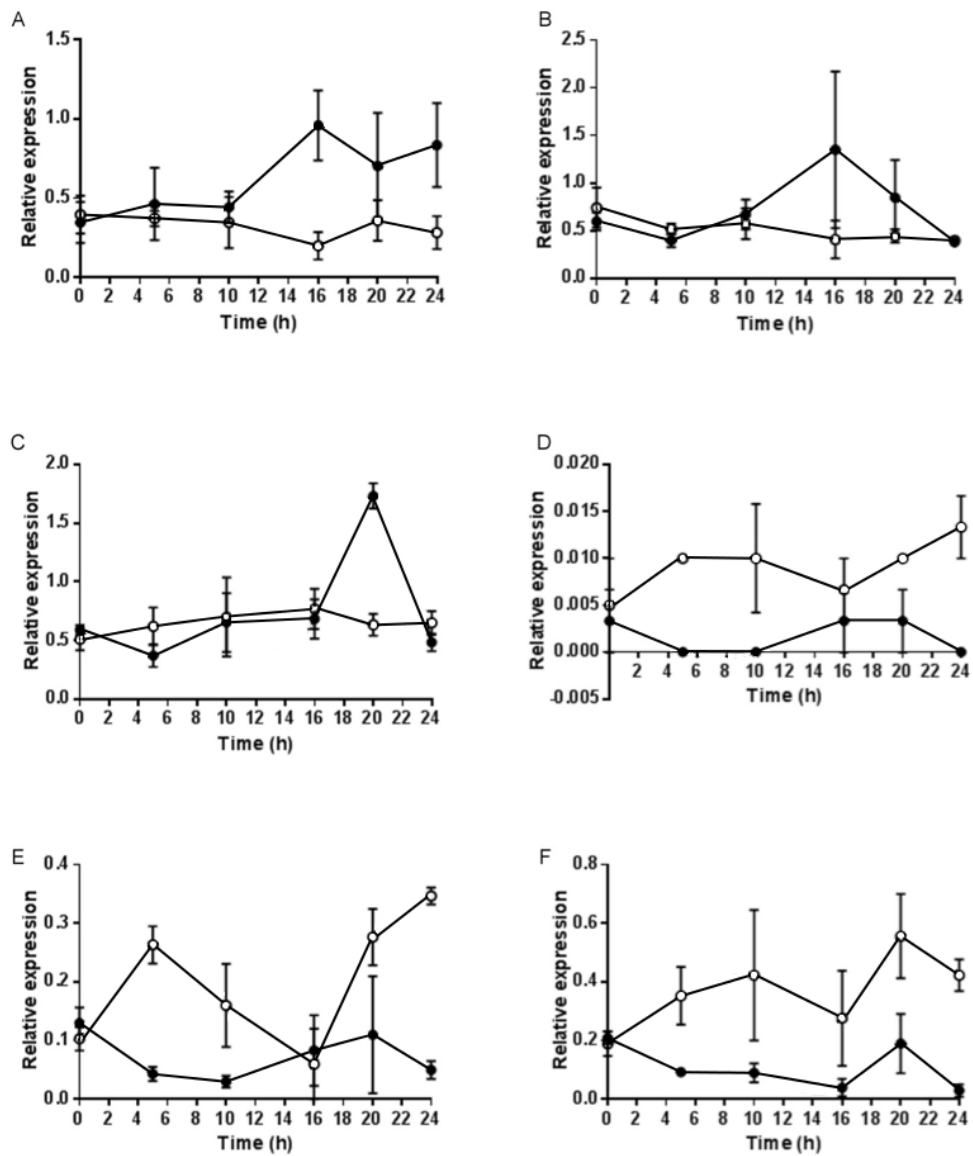 A
Relative expression
1.5
1.0
0.5
0.0
0 2 4 6 8 10 12 14 16 18 20 22 24
Time (h)
B
Relative expression
2.5
2.0
1.5
1.0
0.5
0.0
0 2 4 6 8 10 12 14 16 18 20 22 24
Time (h)
C
Relative expression
2.0
1.5
1.0
0.5
0.0
0 2 4 6 8 10 12 14 16 18 20 22 24
Time (h)
D
Relative expression
0.020
0.015
0.010
0.005
0.000
-0.005
2 4 6 8 10 12 14 16 18 20 22 24
Time (h)
E
Relative expression
0.4
0.3
0.2
0.1
0.0
0 2 4 6 8 10 12 14 16 18 20 22 24
Time (h)
F
Relative expression
0.8
0.6
0.4
0.2
0.0
0 2 4 6 8 10 12 14 16 18 20 22 24
Time (h)